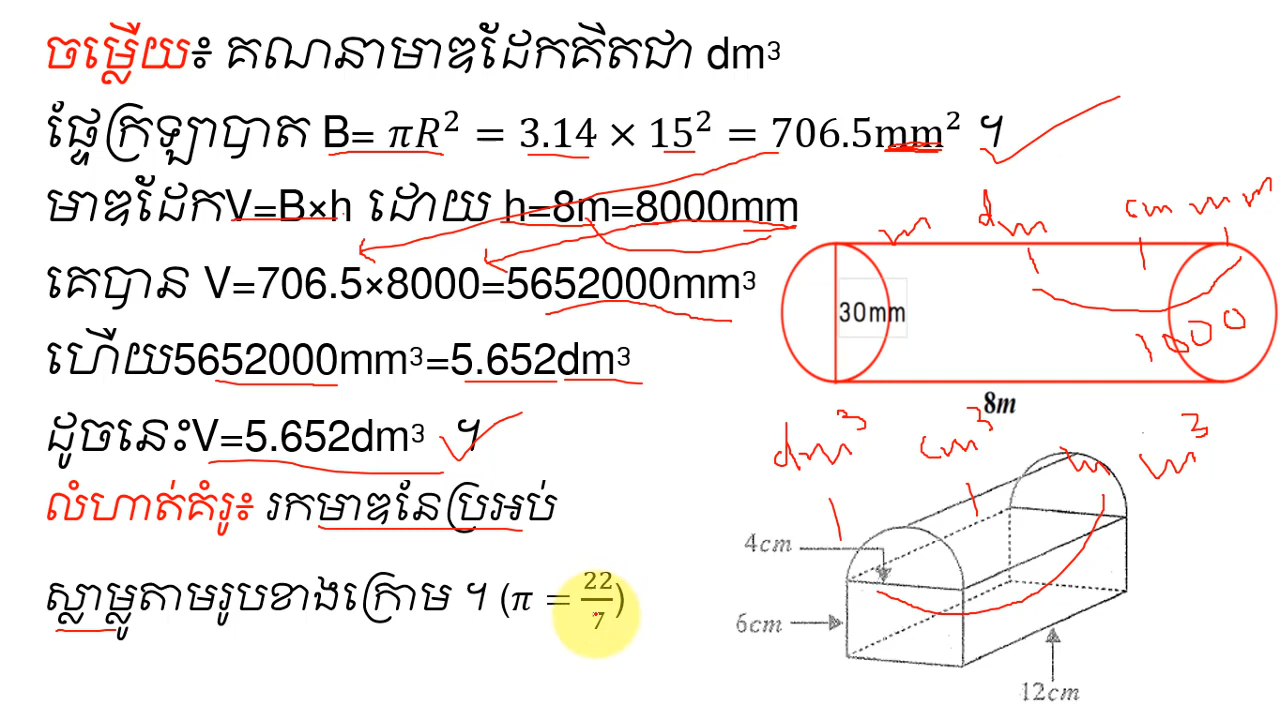 ចម្លើយ៖ គណនាមាឌដែកគិតជា dm³
ផ្ទៃក្រឡាបាត B= πR² = 3.14 × 15² = 706.5mm² ។
មាឌដែកV=B×h ដោយ h=8m=8000mm
គេបាន V=706.5×8000=5652000mm³
ហើយ5652000mm³=5.652dm³
ដូចនេះV=5.652dm³ ។
លំហាត់គំរូ៖ រកមាឌនៃប្រអប់
ស្លាម្លូតាមរូបខាងក្រោម ។ (π = 22/7)
m dm cm mm
30mm
1000
8m
dm³ cm³ m m³
4cm
6cm
12cm